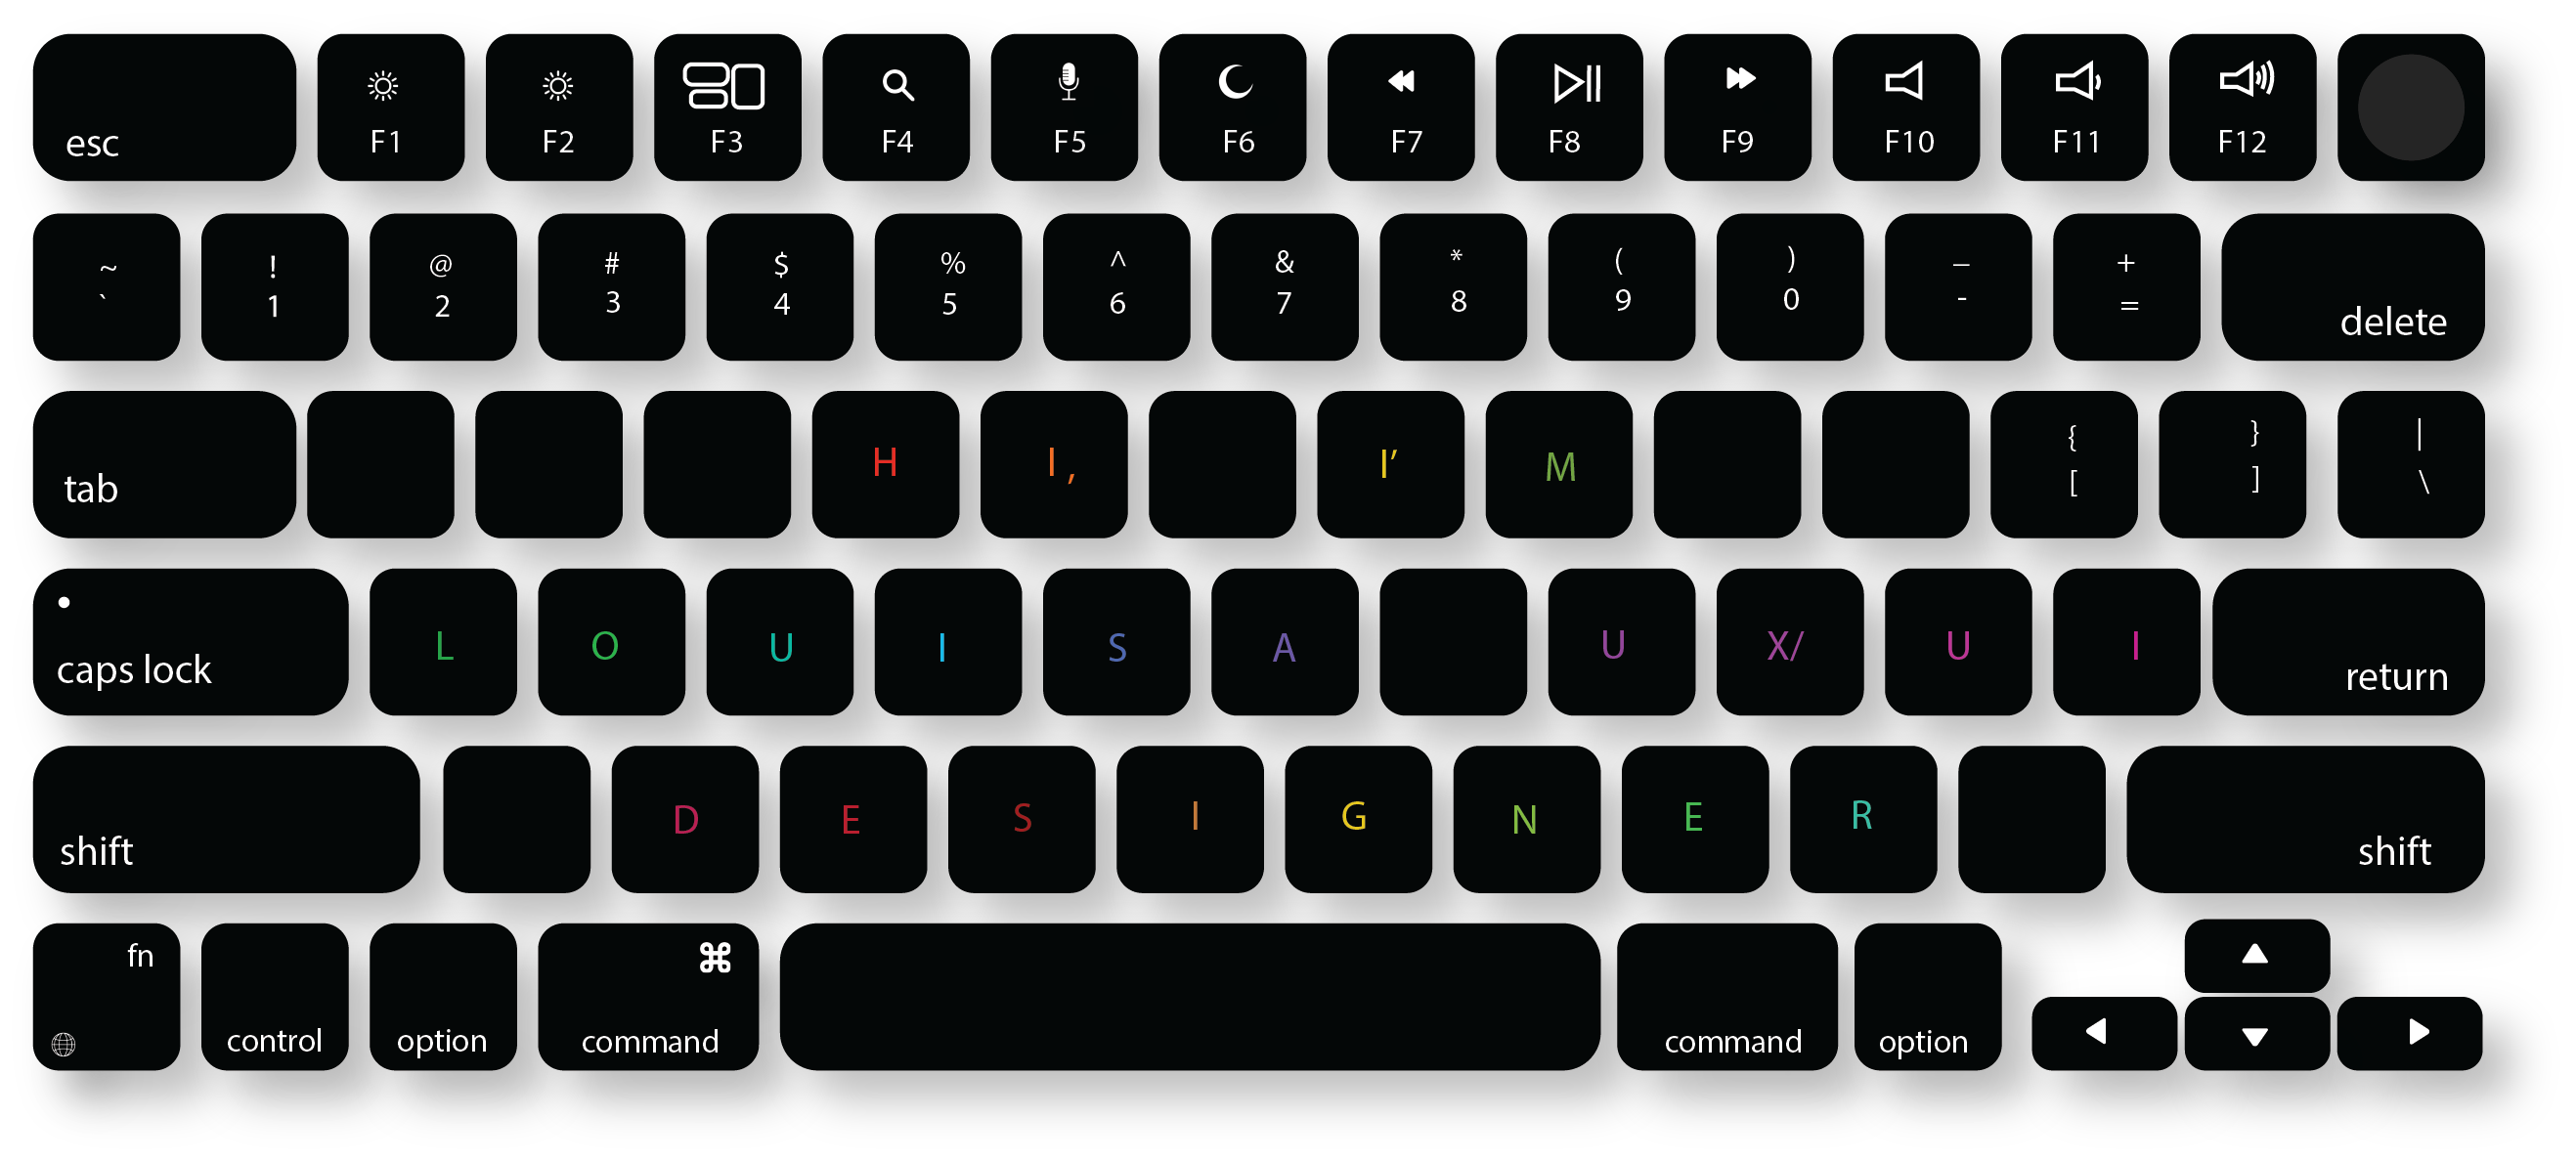 esc F1 F2 F3 F4 F5 F6 F7 F8 F9 F10 F11 F12
~ ! @ # $ % ^ & * ( ) _ +
` 1 2 3 4 5 6 7 8 9 0 - = delete
{ } |
tab H I, I’ M [ ] \
caps lock L O U I S A U X/ U I return
shift D E S I G N E R shift
fn
control option command command option